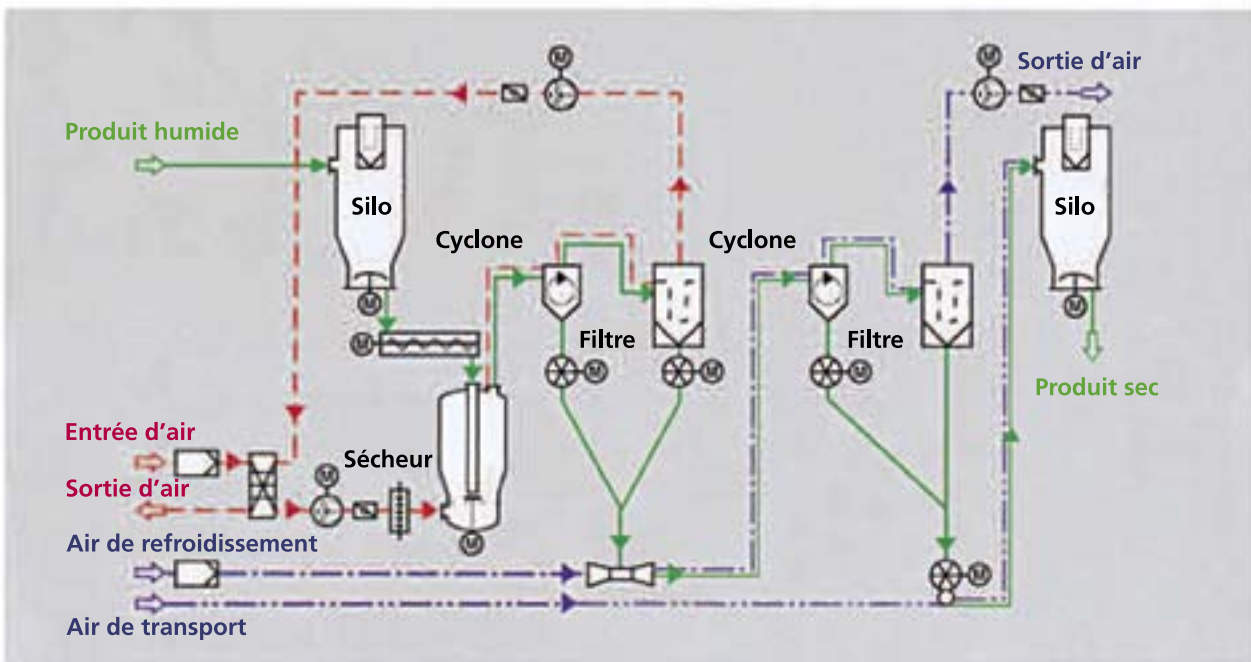 Sortie d'air
Produit humide
Silo
Silo
Cyclone
Cyclone
Filtre
Filtre
Produit sec
Entrée d'air
Sécheur
Sortie d'air
Air de refroidissement
Air de transport
M
M
M
M
M
M
M
M
M
M
M